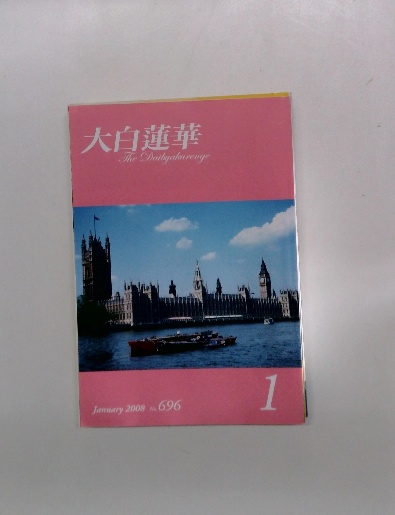 大白蓮華
The Daibyakurenge
January 2008 No.696
1